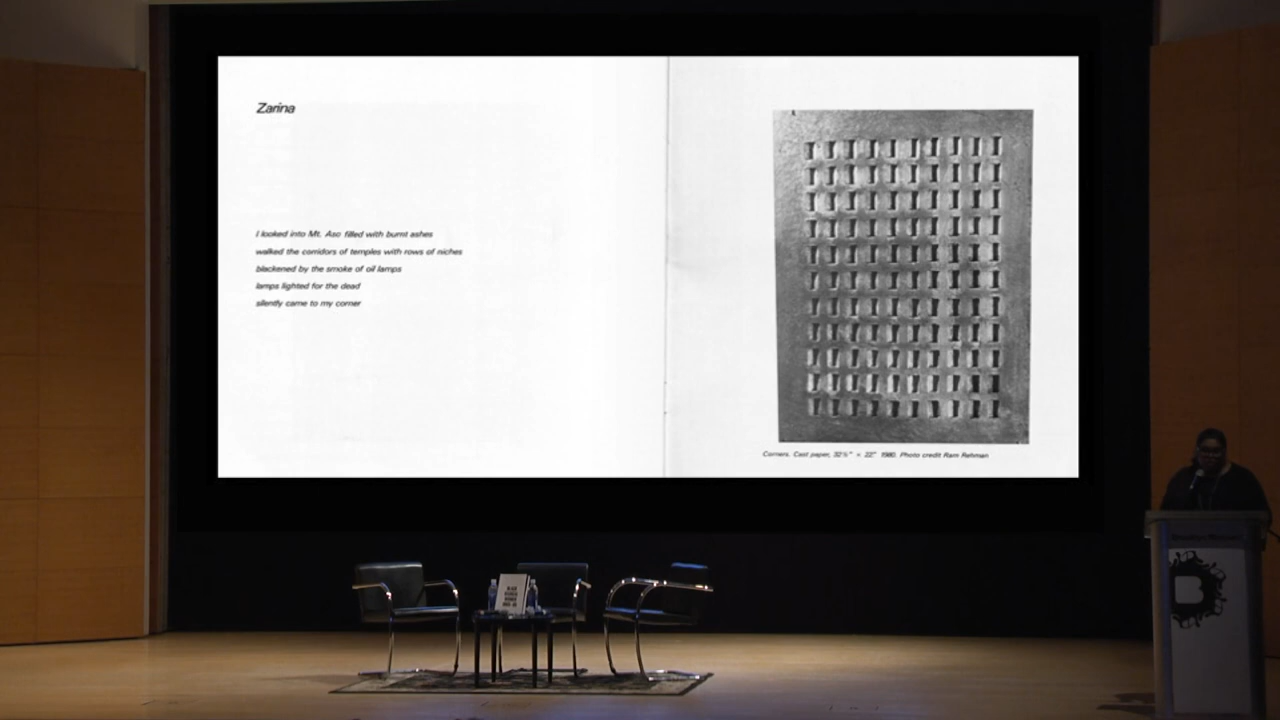 Zarina
I looked into Mt. Aso filled with burnt ashes
walked the corridors of temples with rows of niches
blackened by the smoke of oil lamps
lamps lighted for the dead
silently came to my corner
Corners. Cast paper, 32½" × 22" 1980. Photo credit Ram Rehman
Brooklyn Museum
B